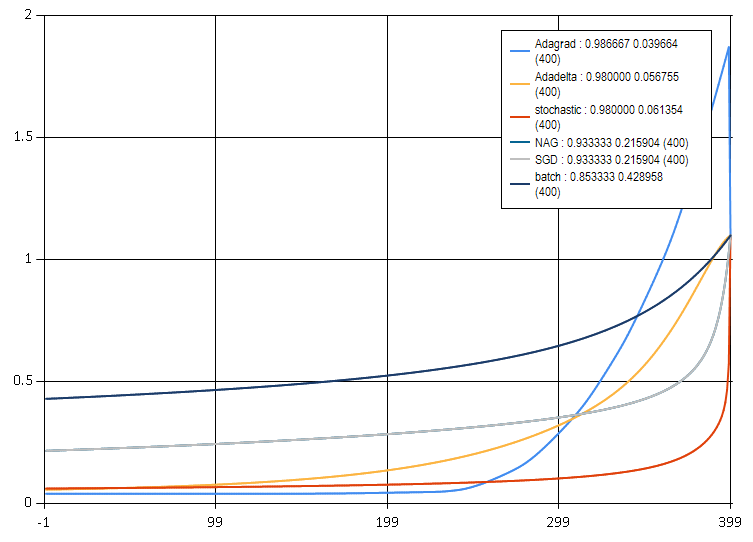 2
1.5
1
0.5
0
-1
99
199
299
399
Adagrad : 0.986667 0.039664
(400)
Adadelta : 0.980000 0.056755
(400)
stochastic : 0.980000 0.061354
(400)
NAG : 0.933333 0.215904 (400)
SGD : 0.933333 0.215904 (400)
batch : 0.853333 0.428958
(400)